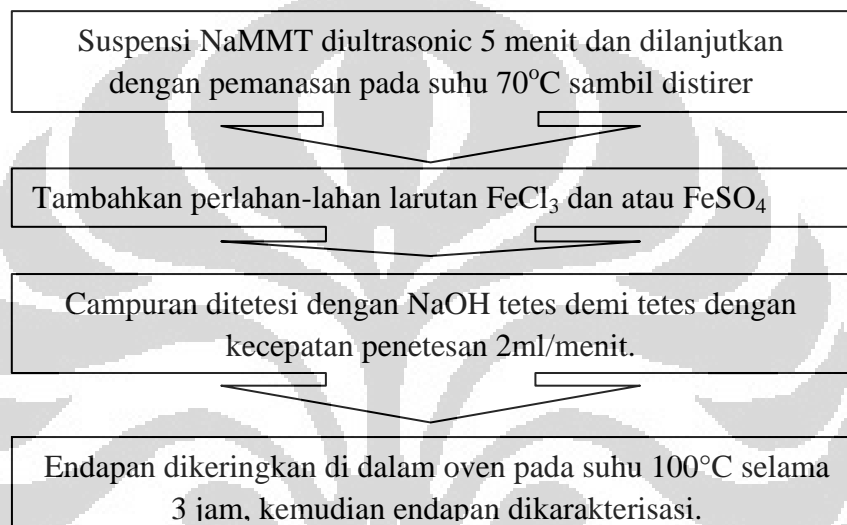 Suspensi NaMMT diultrasonic 5 menit dan dilanjutkan
dengan pemanasan pada suhu 70°C sambil distirer
Tambahkan perlahan-lahan larutan FeCl₃ dan atau FeSO₄
Campuran ditetesi dengan NaOH tetes demi tetes dengan
kecepatan penetesan 2ml/menit.
Endapan dikeringkan di dalam oven pada suhu 100°C selama
3 jam, kemudian endapan dikarakterisasi.